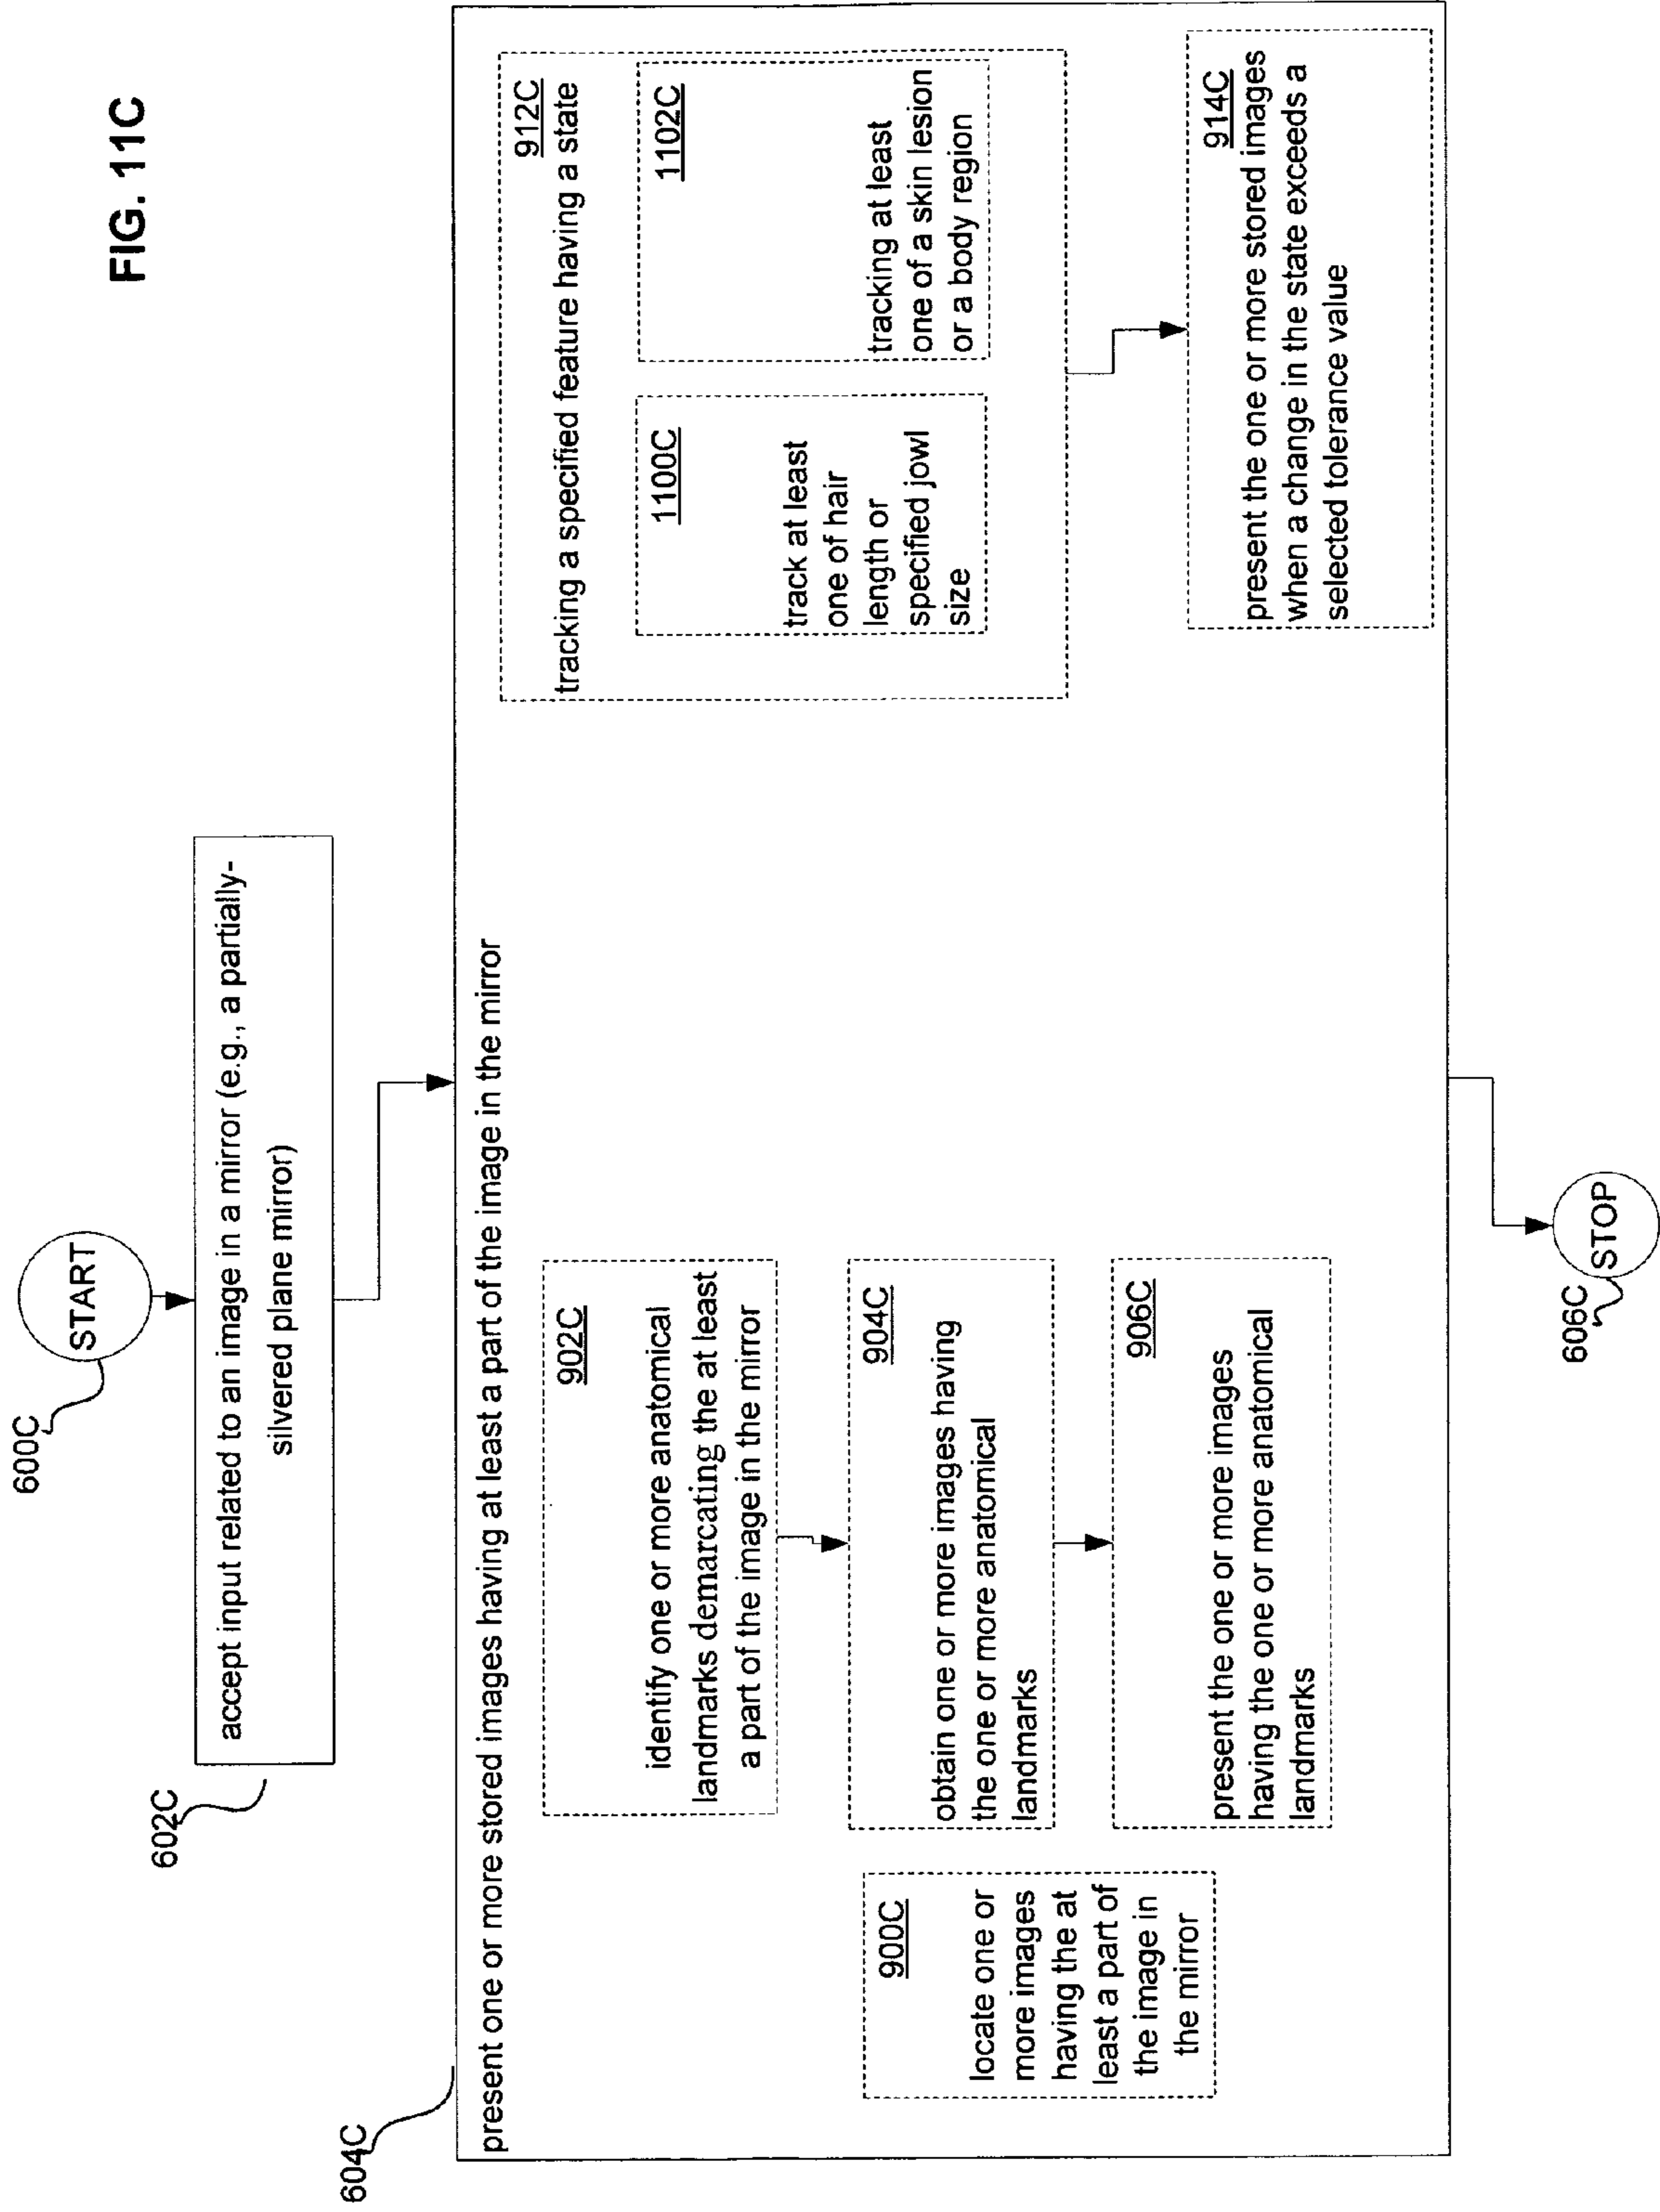 FIG. 11C
600C
START
602C
accept input related to an image in a mirror (e.g., a partially-
silvered plane mirror)
604C
present one or more stored images having at least a part of the image in the mirror
900C
locate one or
more images
having the at
least a part of
the image in
the mirror
902C
identify one or more anatomical
landmarks demarcating the at least
a part of the image in the mirror
904C
obtain one or more images having
the one or more anatomical
landmarks
906C
present the one or more images
having the one or more anatomical
landmarks
912C
tracking a specified feature having a state
1100C
track at least
one of hair
length or
specified jowl
size
1102C
tracking at least
one of a skin lesion
or a body region
914C
present the one or more stored images
when a change in the state exceeds a
selected tolerance value
606C
STOP